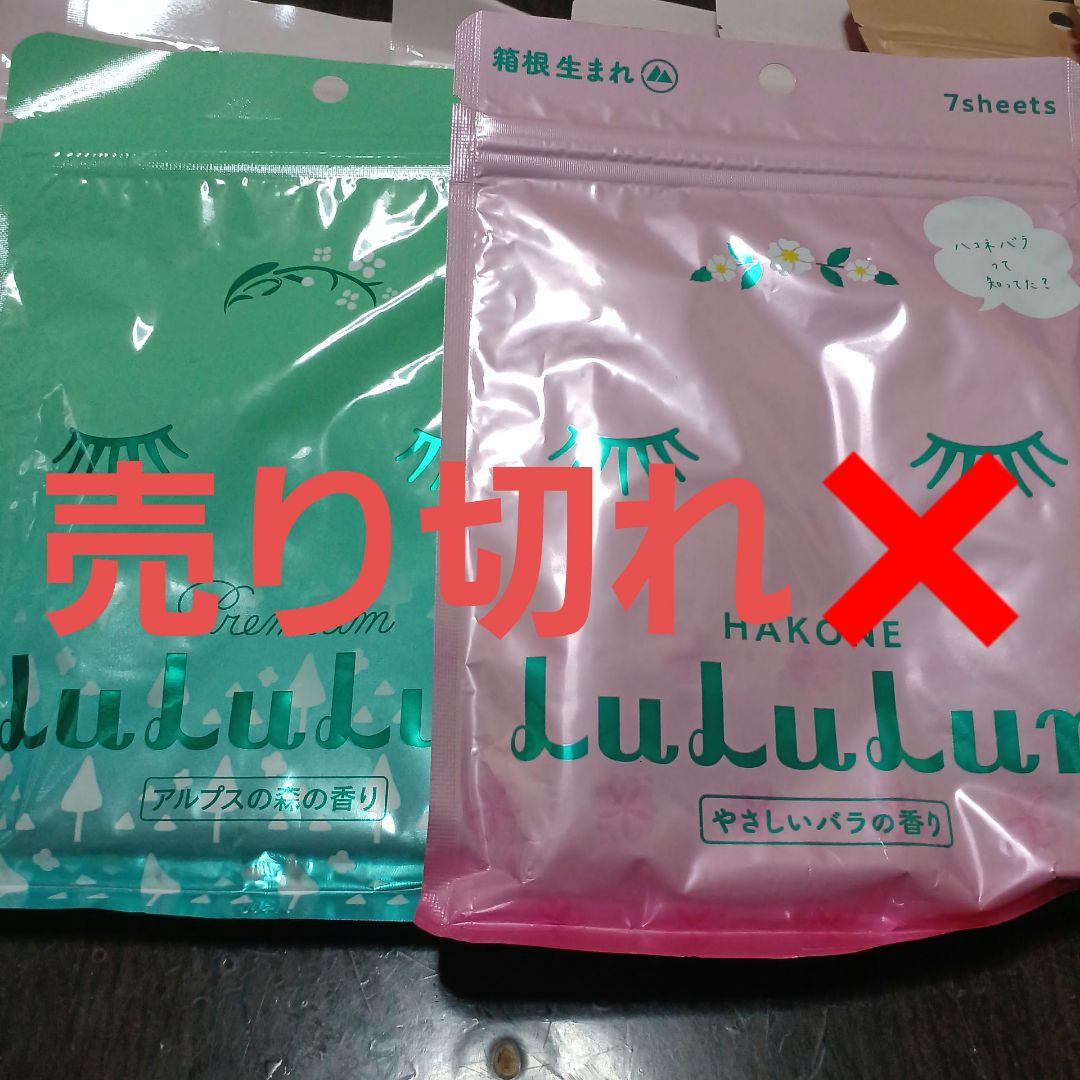 箱根生まれ
7sheets
ハコネバラ
って
知ってた?
売り切れ❌
Premium
LuLuLu
アルプスの森の香り
HAKONE
LuLuLun
やさしいバラの香り